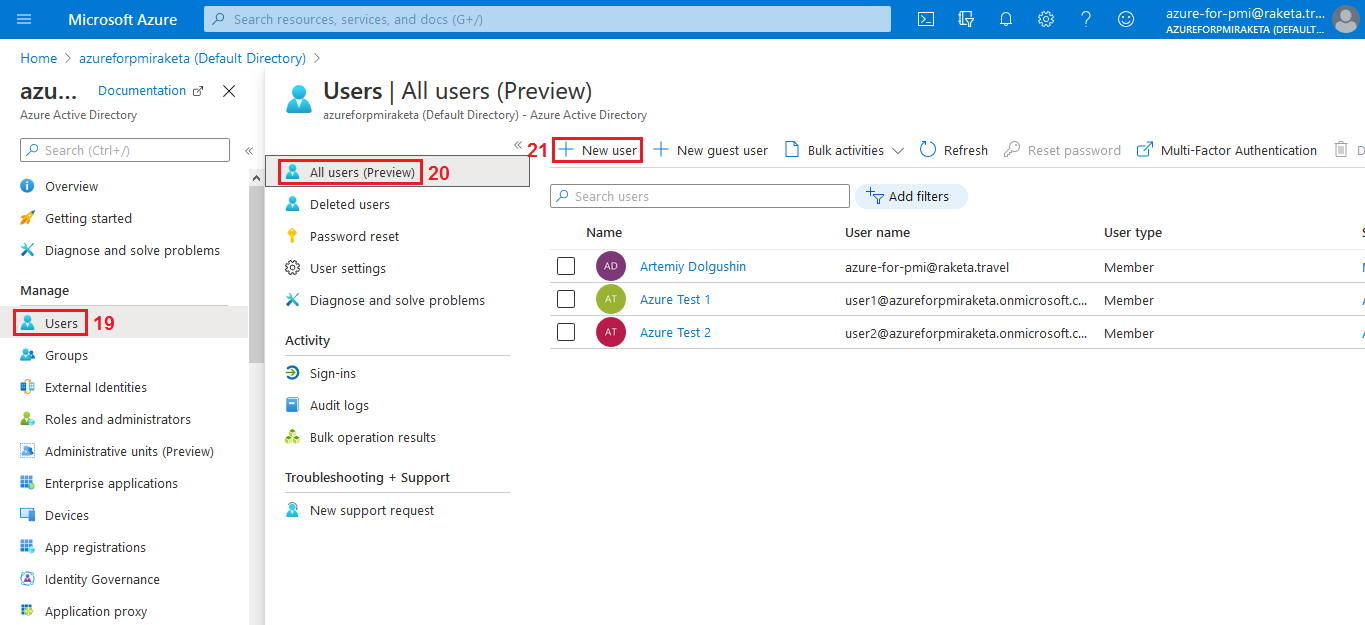 Microsoft Azure
Search resources, services, and docs (G+/)
azure-for-pmi@raketa.tr...
AZUREFORPMIRAKETA (DEFAULT...
Home > azureforpmiraketa (Default Directory) >
azu... Documentation
Azure Active Directory
Search (Ctrl+/)
Overview
Getting started
Diagnose and solve problems
Manage
Users 19
Groups
External Identities
Roles and administrators
Administrative units (Preview)
Enterprise applications
Devices
App registrations
Identity Governance
Application proxy
Users | All users (Preview)
azureforpmiraketa (Default Directory) - Azure Active Directory
All users (Preview) 20
Deleted users
Password reset
User settings
Diagnose and solve problems
Activity
Sign-ins
Audit logs
Bulk operation results
Troubleshooting + Support
New support request
21 + New user + New guest user Bulk activities Refresh Reset password Multi-Factor Authentication D
Search users Add filters
Name User name User type S
AD Artemiy Dolgushin azure-for-pmi@raketa.travel Member
AT Azure Test 1 user1@azureforpmiraketa.onmicrosoft.c... Member
AT Azure Test 2 user2@azureforpmiraketa.onmicrosoft.c... Member